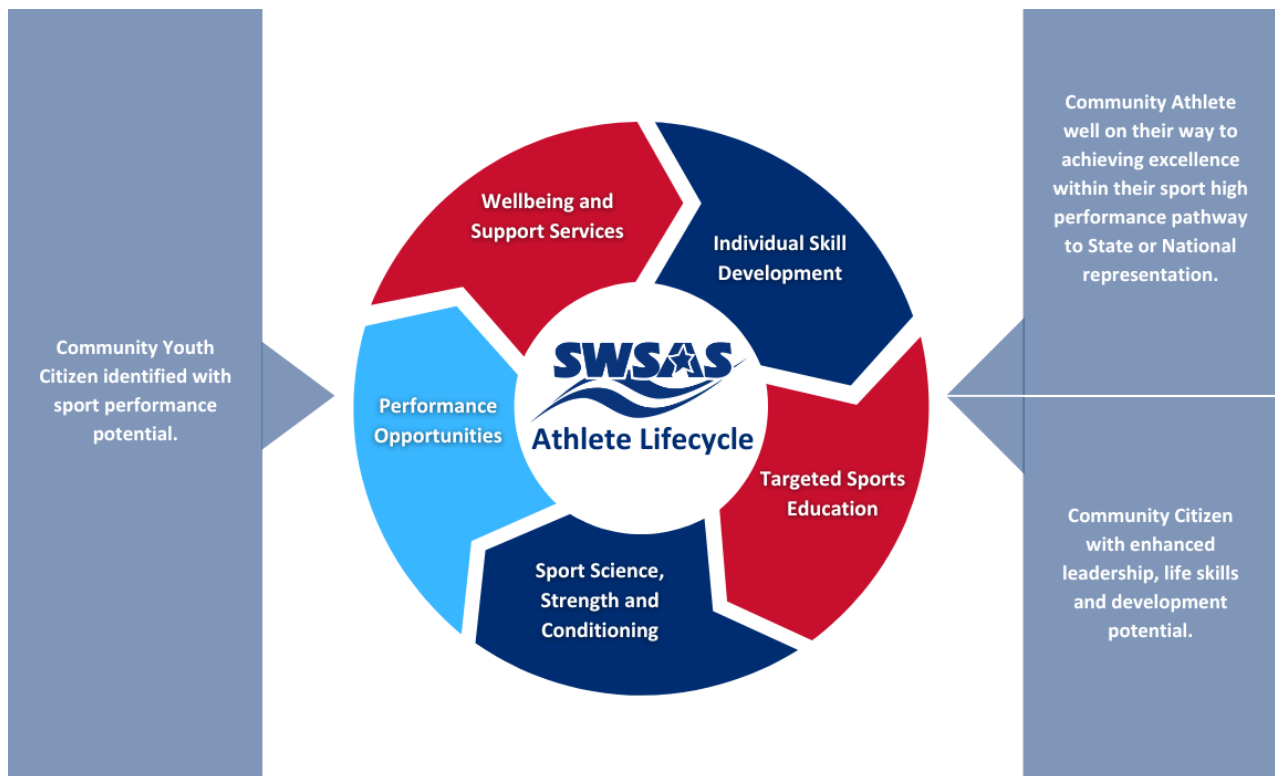 Community Youth
Citizen identified with
sport performance
potential.
Wellbeing and
Support Services
Individual Skill
Development
Targeted Sports
Education
Sport Science,
Strength and
Conditioning
Performance
Opportunities
SWSAS
Athlete Lifecycle
Community Athlete
well on their way to
achieving excellence
within their sport high
performance pathway
to State or National
representation.
Community Citizen
with enhanced
leadership, life skills
and development
potential.